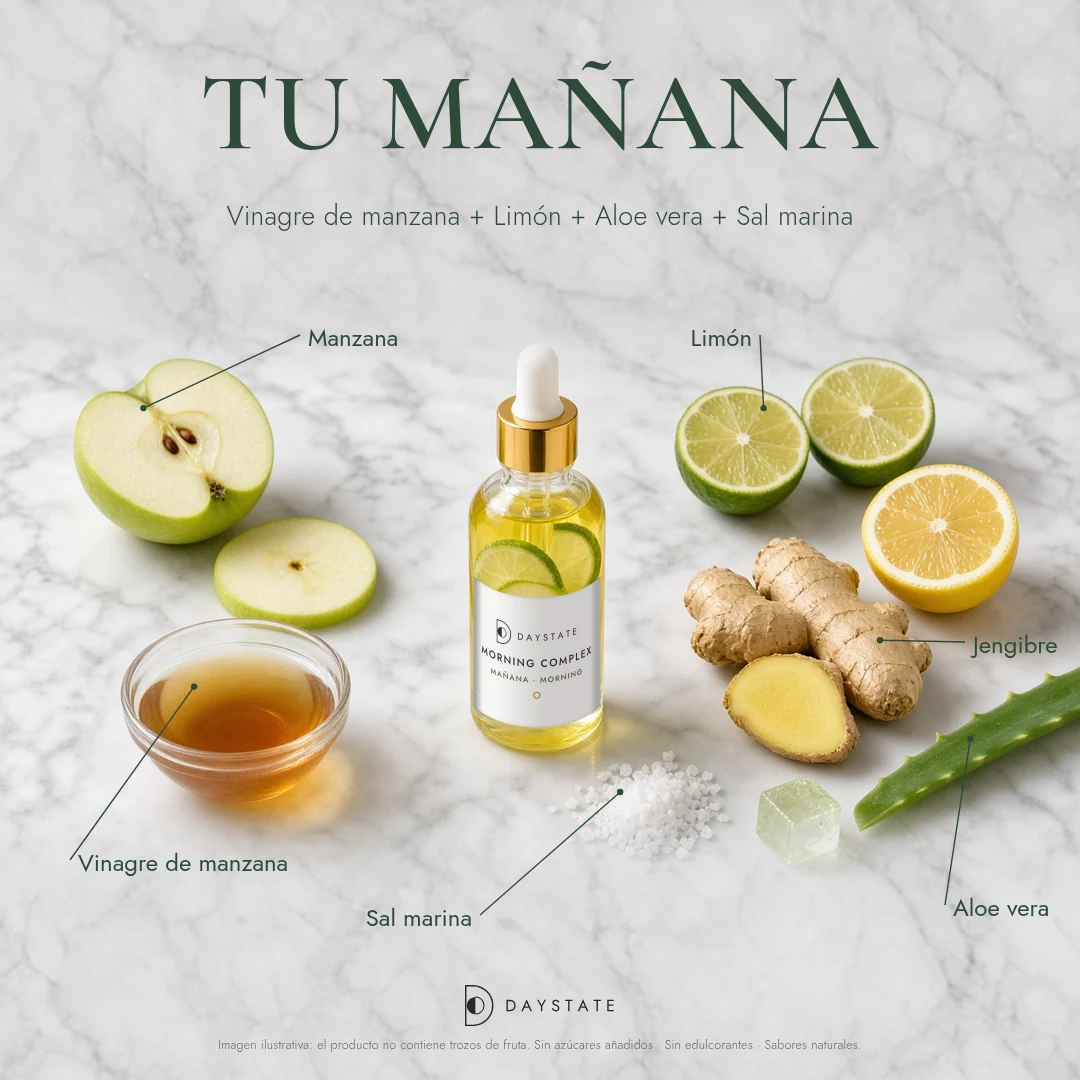 TU MAÑANA
Vinagre de manzana + Limón + Aloe vera + Sal marina
Manzana
Limón
DAYSTATE
MORNING COMPLEX
MAÑANA - MORNING
Jengibre
Vinagre de manzana
Sal marina
Aloe vera
DAYSTATE
Imagen ilustrativa: el producto no contiene trozos de fruta. Sin azúcares añadidos · Sin edulcorantes · Sabores naturales.